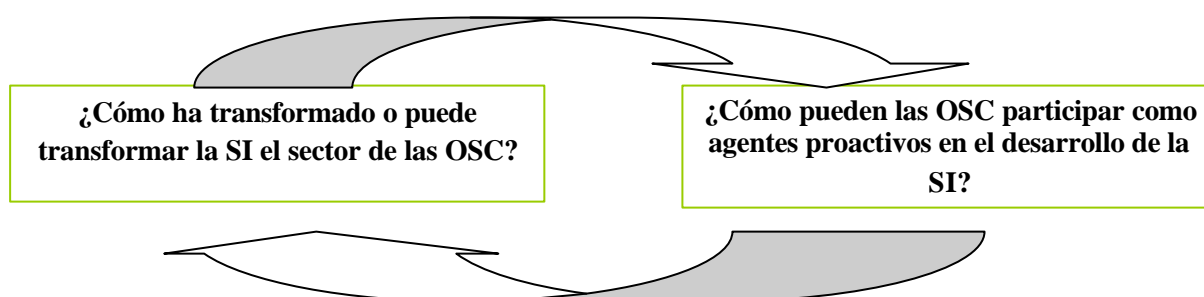 ¿Cómo ha transformado o puede
transformar la SI el sector de las OSC?
¿Cómo pueden las OSC participar como
agentes proactivos en el desarrollo de la
SI?